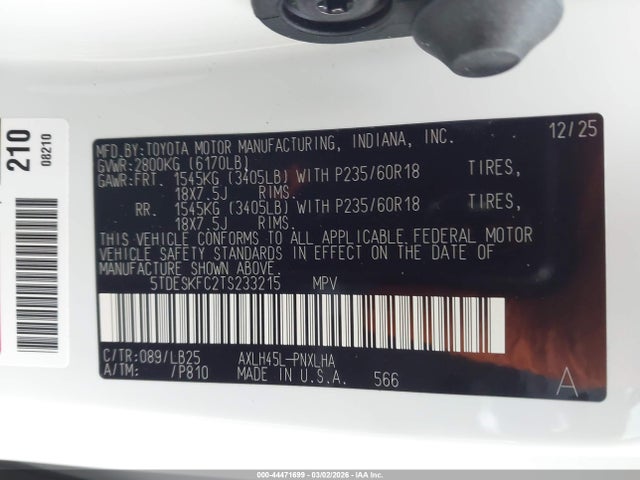 210
08210
MFD.BY:TOYOTA MOTOR MANUFACTURING, INDIANA, INC. 12/25
GVWR:2800KG (6170LB)
GAWR:FRT. 1545KG (3405LB) WITH P235/60R18 TIRES,
18X7.5J RIMS.
RR. 1545KG (3405LB) WITH P235/60R18 TIRES,
18X7.5J RIMS.
THIS VEHICLE CONFORMS TO ALL APPLICABLE FEDERAL MOTOR
VEHICLE SAFETY STANDARDS IN EFFECT ON THE DATE OF
MANUFACTURE SHOWN ABOVE.
5TDESKFC2TS233215 MPV
C/TR:089/LB25 AXLH45L-PNXLHA
A/TM: /P810 MADE IN U.S.A. 566 A
000-44471699 | 03/02/2026 | IAA Inc.